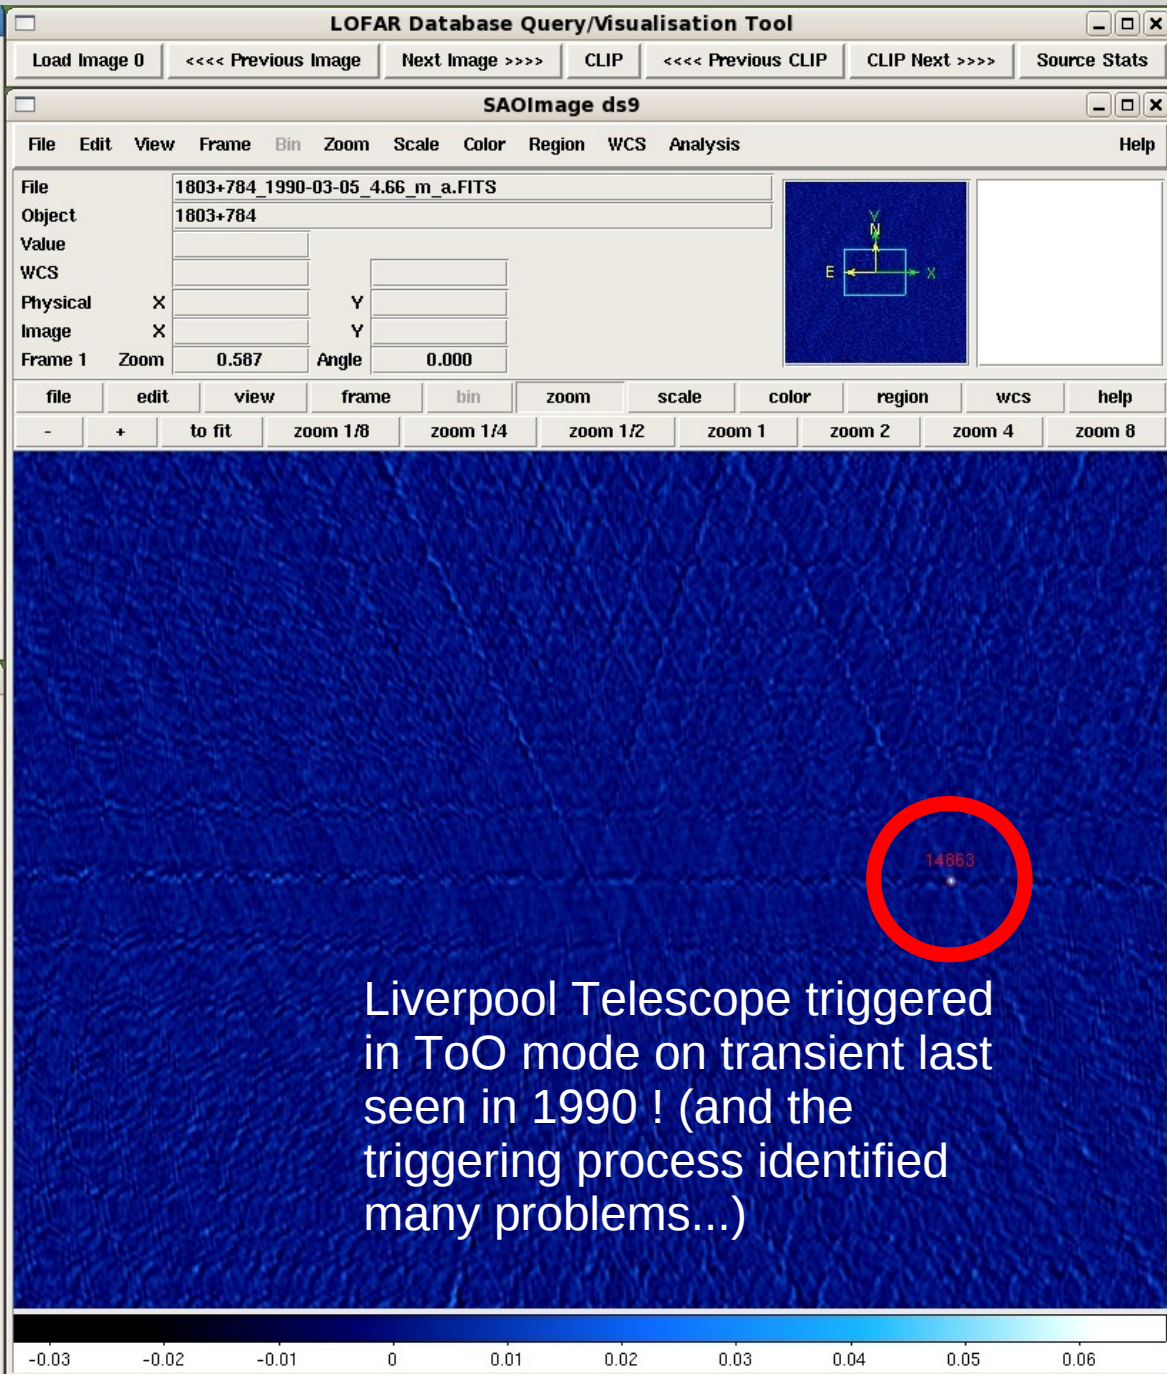 LOFAR Database Query/Visualisation Tool
Load Image 0 <<<< Previous Image Next Image >>>> CLIP <<<< Previous CLIP CLIP Next >>>> Source Stats
SAOImage ds9
File Edit View Frame Bin Zoom Scale Color Region WCS Analysis Help
File 1803+784_1990-03-05_4.66_m_a.FITS
Object 1803+784
Value
WCS
Physical X Y
Image X Y
Frame 1 Zoom 0.587 Angle 0.000
Y
N
E X
file edit view frame bin zoom scale color region wcs help
- + to fit zoom 1/8 zoom 1/4 zoom 1/2 zoom 1 zoom 2 zoom 4 zoom 8
14863
Liverpool Telescope triggered
in ToO mode on transient last
seen in 1990 ! (and the
triggering process identified
many problems...)
-0.03 -0.02 -0.01 0 0.01 0.02 0.03 0.04 0.05 0.06